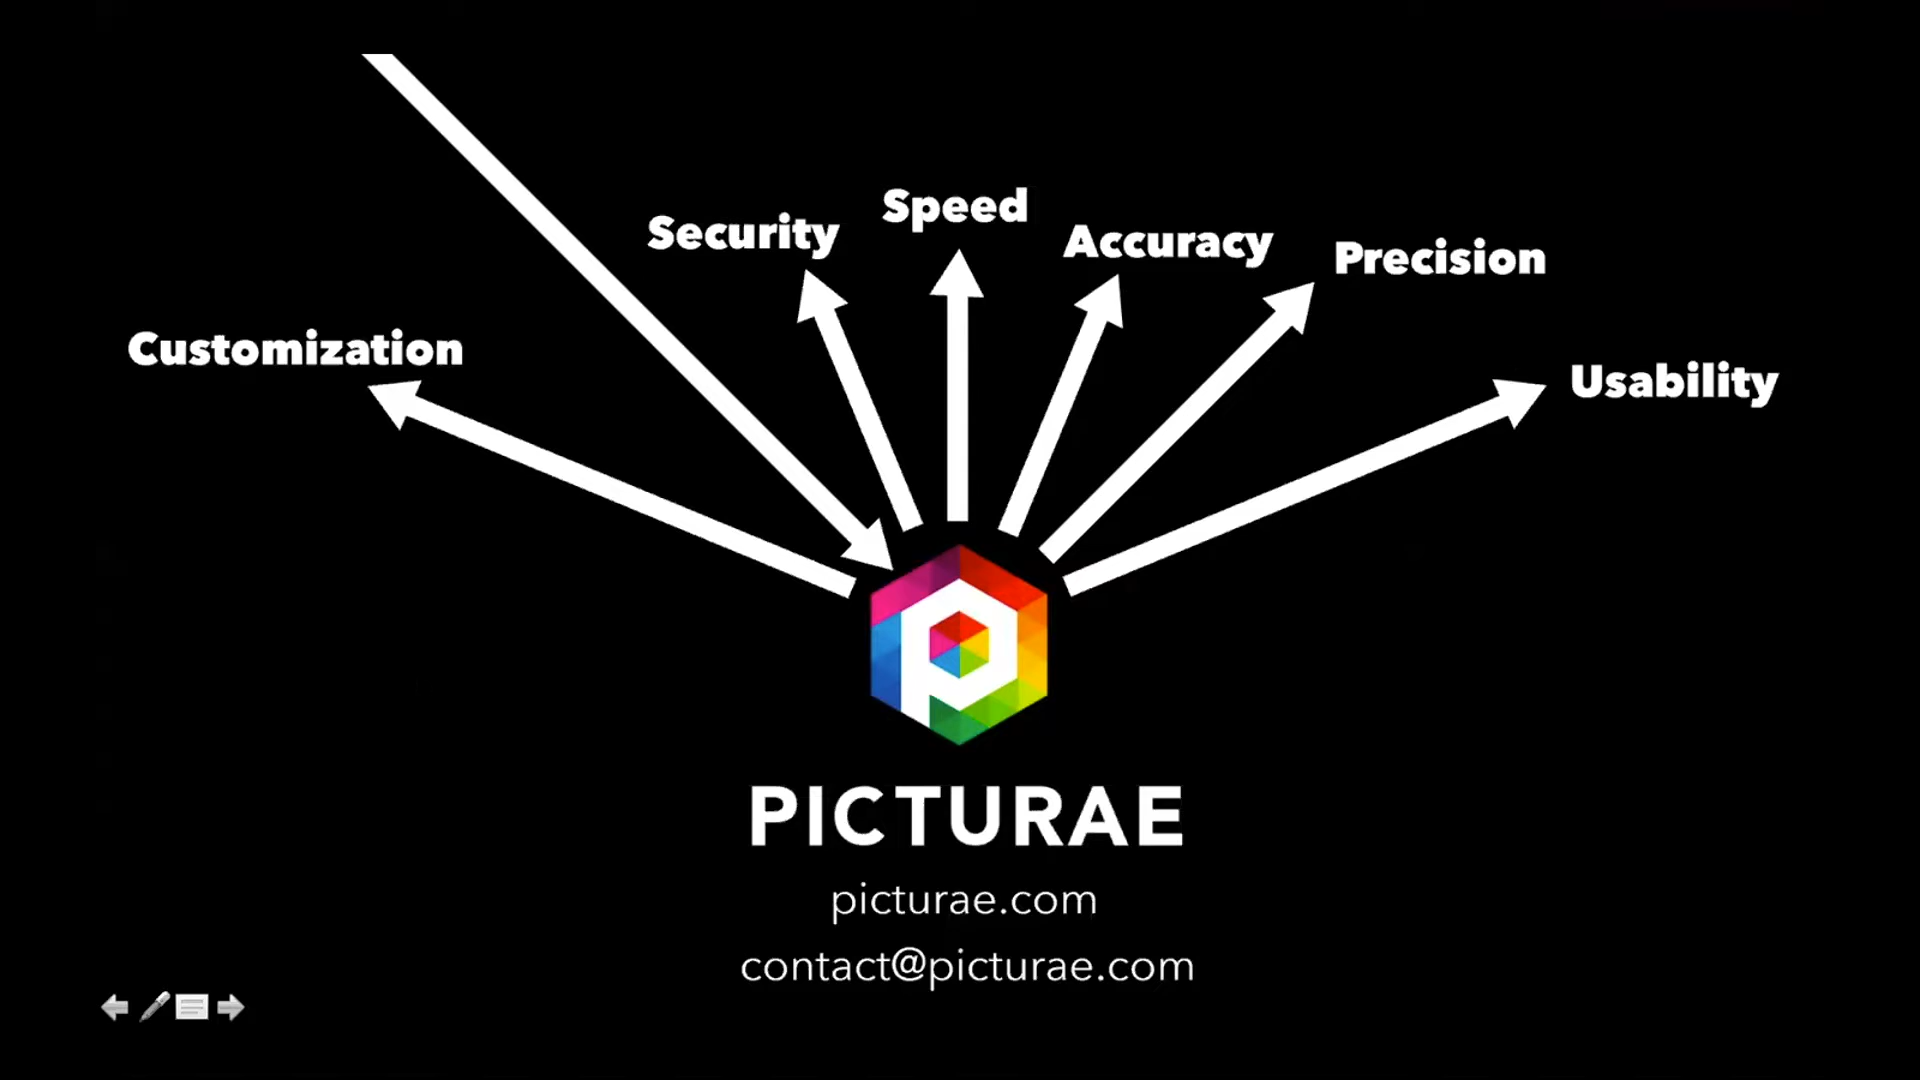 Speed
Security
Accuracy
Precision
Customization
Usability
PICTURAE
picturae.com
contact@picturae.com